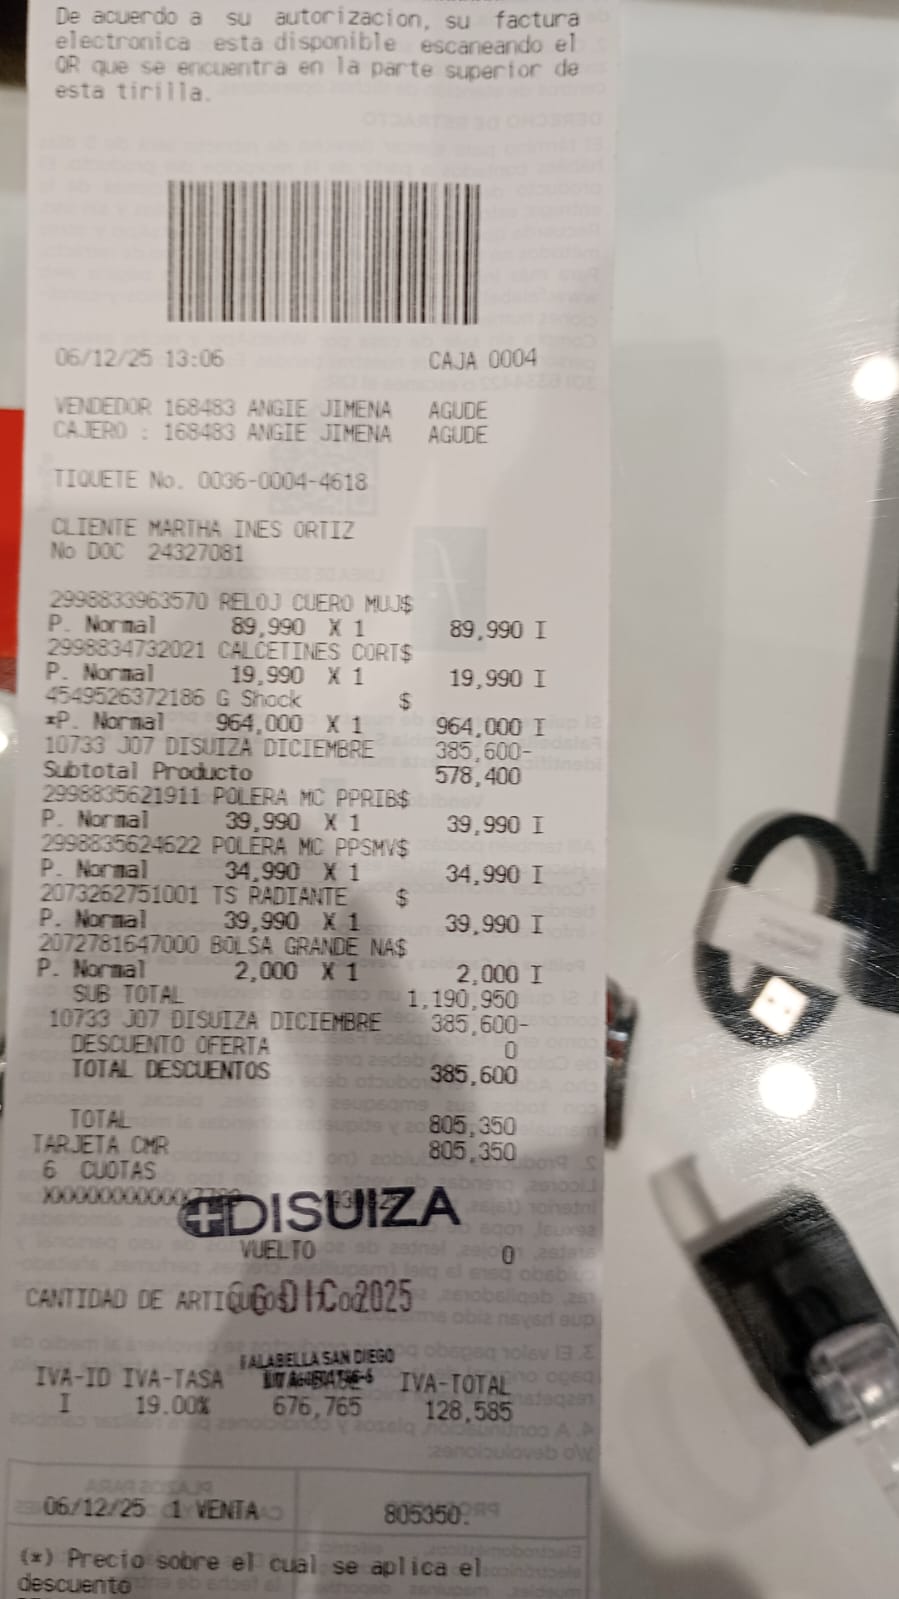 De acuerdo a su autorizacion, su factura
electronica esta disponible escaneando el
QR que se encuentra en la parte superior de
esta tirilla.
06/12/25 13:06 CAJA 0004
VENDEDOR 168483 ANGIE JIMENA AGUDE
CAJERO : 168483 ANGIE JIMENA AGUDE
TIQUETE No. 0036-0004-4618
CLIENTE MARTHA INES ORTIZ
No DOC 24327081
2998833963570 RELOJ CUERO MUJ$
P. Normal 89,990 X 1 89,990 I
2998834732021 CALCETINES CORT$
P. Normal 19,990 X 1 19,990 I
4549526372186 G Shock $
*P. Normal 964,000 X 1 964,000 I
10733 J07 DISUIZA DICIEMBRE 385,600-
Subtotal Producto 578,400
2998835621911 POLERA MC PPRIB$
P. Normal 39,990 X 1 39,990 I
2998835624622 POLERA MC PPSMV$
P. Normal 34,990 X 1 34,990 I
2073262751001 TS RADIANTE $
P. Normal 39,990 X 1 39,990 I
2072781647000 BOLSA GRANDE NA$
P. Normal 2,000 X 1 2,000 I
SUB TOTAL 1,190,950
10733 J07 DISUIZA DICIEMBRE 385,600-
DESCUENTO OFERTA 0
TOTAL DESCUENTOS 385,600
TOTAL 805,350
TARJETA CMR 805,350
6 CUOTAS
DISUIZA
VUELTO 0
CANTIDAD DE
06 DIC 2025
FALABELLA SAN DIEGO
IVA-ID IVA-TASA IVA-TOTAL
I 19.00% 676,765 128,585
06/12/25 1 VENTA 805350.
(*) Precio sobre el cual se aplica el
descuento